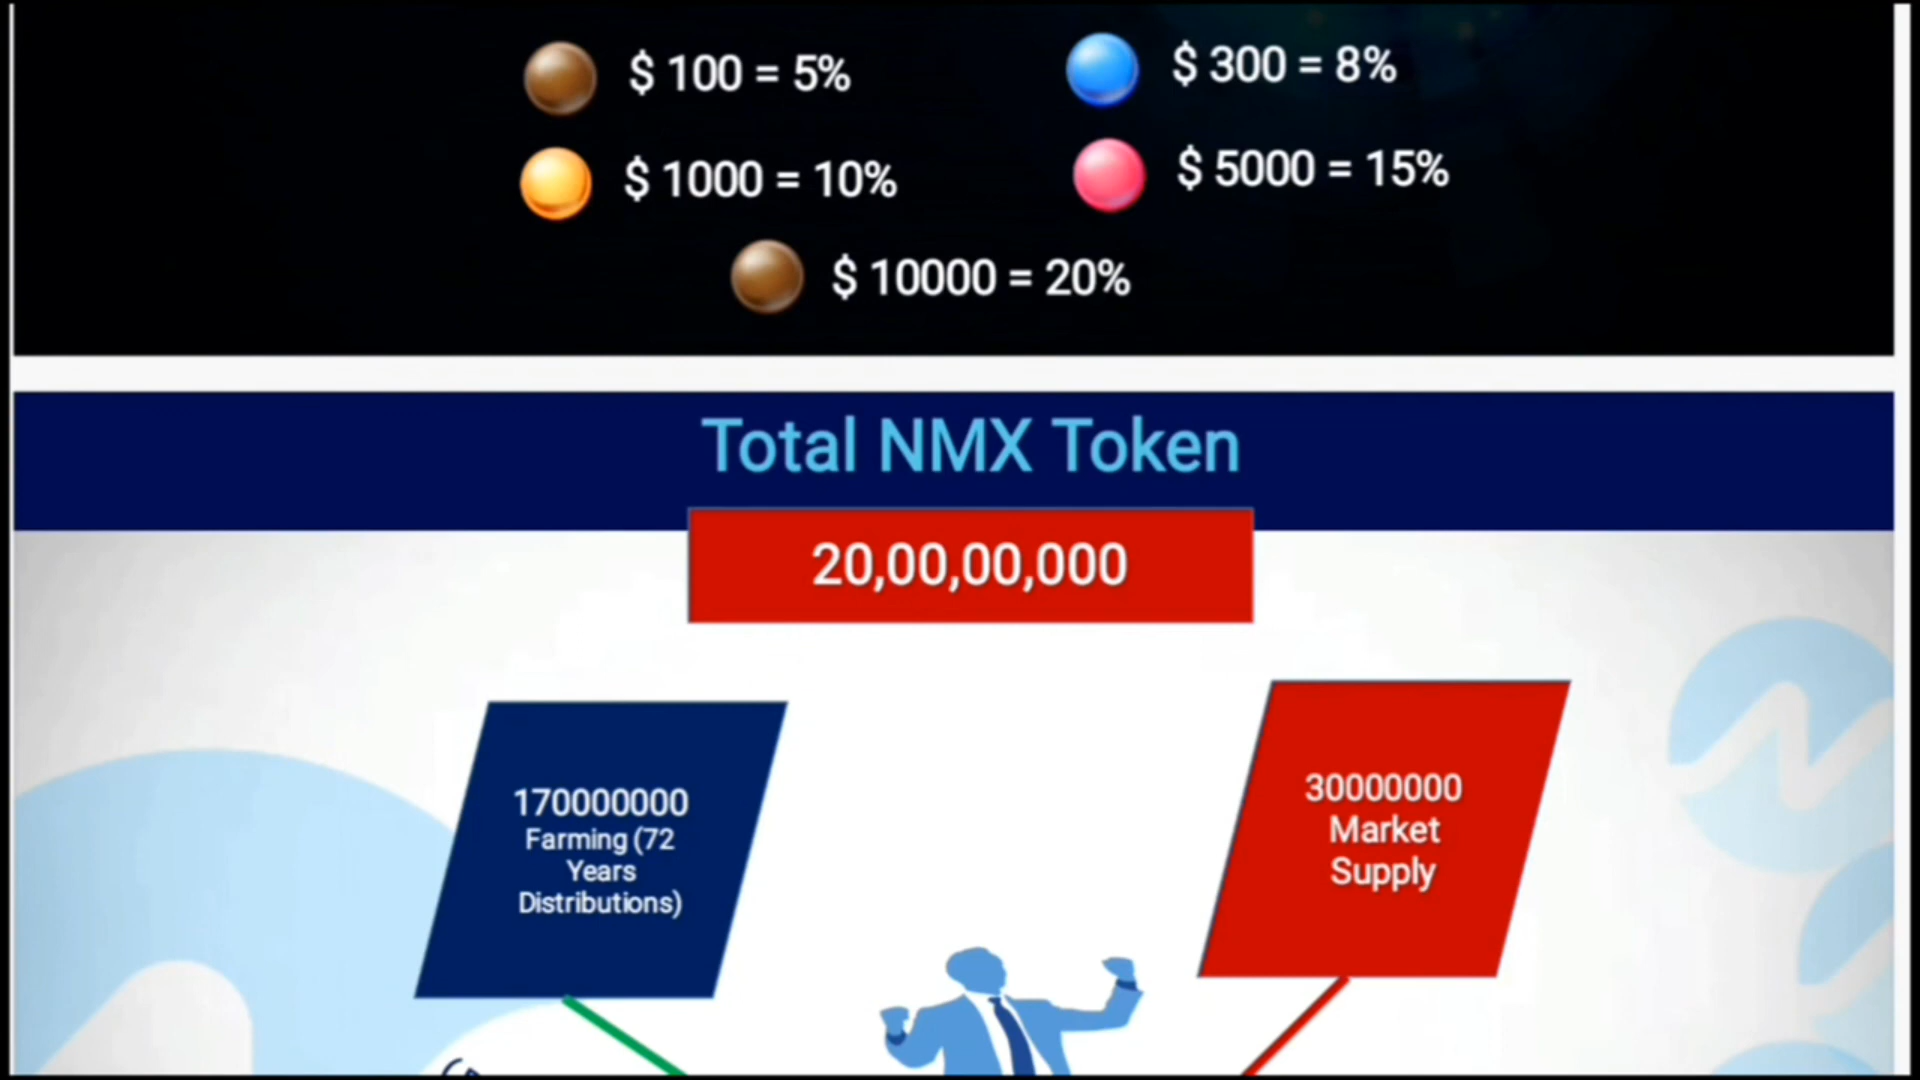 $ 100 = 5%
$ 300 = 8%
$ 1000 = 10%
$ 5000 = 15%
$ 10000 = 20%
Total NMX Token
20,00,00,000
170000000
Farming (72
Years
Distributions)
30000000
Market
Supply